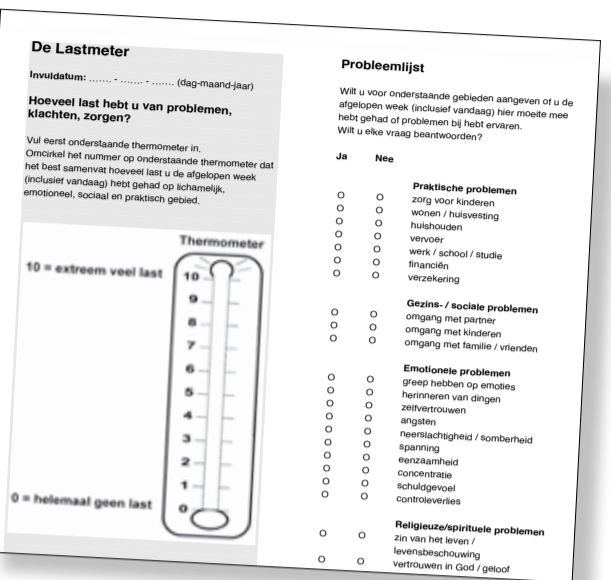 De Lastmeter
Invuldatum: ....... - ....... - ....... (dag-maand-jaar)
Hoeveel last hebt u van problemen,
klachten, zorgen?
Vul eerst onderstaande thermometer in.
Omcirkel het nummer op onderstaande thermometer dat
het best samenvat hoeveel last u de afgelopen week
(inclusief vandaag) hebt gehad op lichamelijk,
emotioneel, sociaal en praktisch gebied.
Thermometer
10 = extreem veel last
10
9
8
7
6
5
4
3
2
1
0
0 = helemaal geen last
Probleemlijst
Wilt u voor onderstaande gebieden aangeven of u de
afgelopen week (inclusief vandaag) hier moeite mee
hebt gehad of problemen bij hebt ervaren.
Wilt u elke vraag beantwoorden?
Ja Nee
Praktische problemen
O O zorg voor kinderen
O O wonen / huisvesting
O O huishouden
O O vervoer
O O werk / school / studie
O O financiën
O O verzekering
Gezins- / sociale problemen
O O omgang met partner
O O omgang met kinderen
O O omgang met familie / vrienden
Emotionele problemen
O O greep hebben op emoties
O O herinneren van dingen
O O zelfvertrouwen
O O angsten
O O neerslachtigheid / somberheid
O O spanning
O O eenzaamheid
O O concentratie
O O schuldgevoel
O O controleverlies
Religieuze/spirituele problemen
O O zin van het leven /
levensbeschouwing
O O vertrouwen in God / geloof